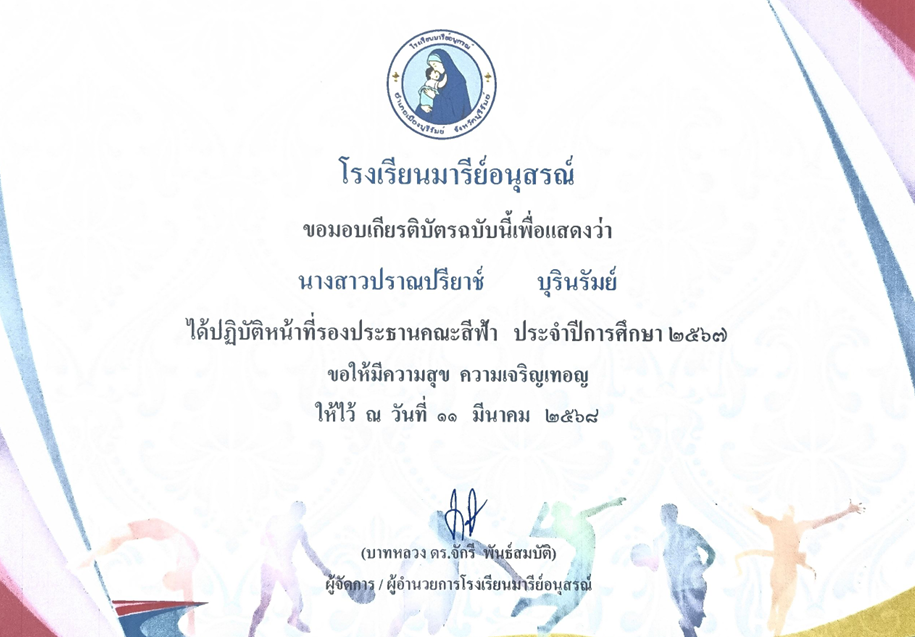 โรงเรียนมารีย์อนุสรณ์
อำเภอเมืองบุรีรัมย์ จังหวัดบุรีรัมย์
โรงเรียนมารีย์อนุสรณ์
ขอมอบเกียรติบัตรฉบับนี้เพื่อแสดงว่า
นางสาวปราณปรียาช์ บุรินรัมย์
ได้ปฏิบัติหน้าที่รองประธานคณะสีฟ้า ประจำปีการศึกษา ๒๕๖๗
ขอให้มีความสุข ความเจริญเทอญ
ให้ไว้ ณ วันที่ ๑๑ มีนาคม ๒๕๖๘
(บาทหลวง ดร.จักรี พันธ์สมบัติ)
ผู้จัดการ / ผู้อำนวยการโรงเรียนมารีย์อนุสรณ์